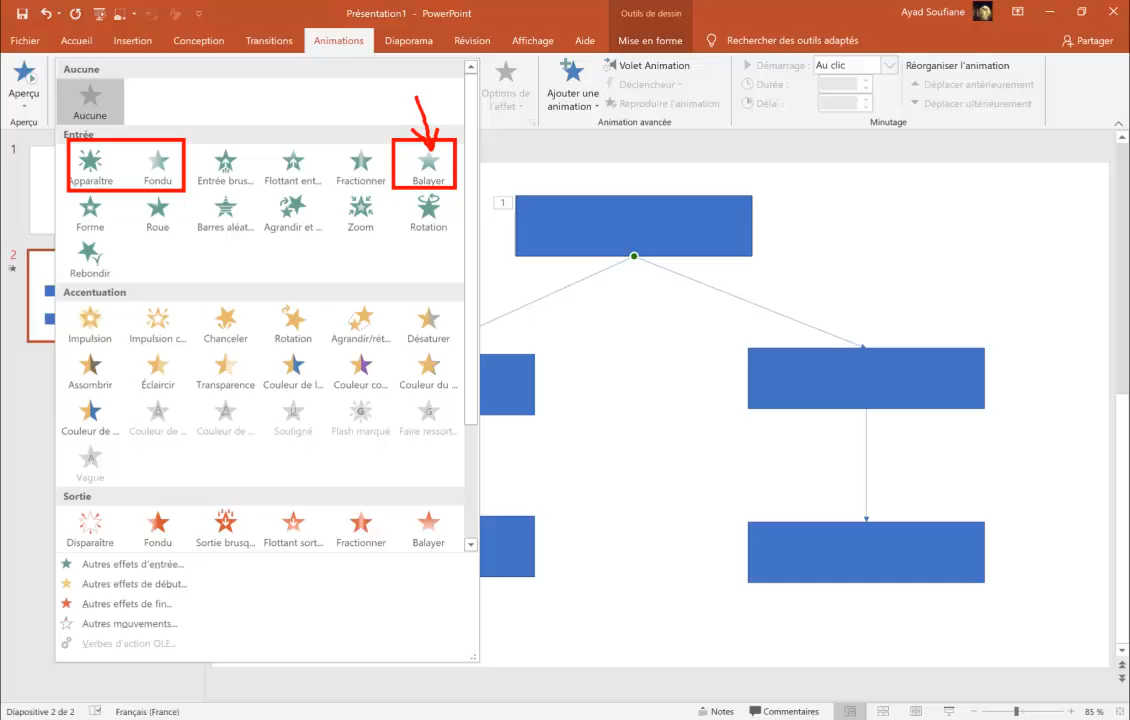 Présentation1 - PowerPoint
Outils de dessin
Ayad Soufiane
Fichier Accueil Insertion Conception Transitions Animations Diaporama Révision Affichage Aide Mise en forme Rechercher des outils adaptés Partager
Aperçu
Aperçu
Options de l'effet
Ajouter une animation
Volet Animation
Déclencheur
Reproduire l'animation
Animation avancée
Démarrage : Au clic
Durée :
Délai :
Réorganiser l'animation
Déplacer antérieurement
Déplacer ultérieurement
Minutage
Aucune
Aucune
Entrée
Apparaître Fondu Entrée brus... Flottant ent... Fractionner Balayer
Forme Roue Barres aléat... Agrandir et ... Zoom Rotation
Rebondir
Accentuation
Impulsion Impulsion c... Chanceler Rotation Agrandir/rét... Désaturer
Assombrir Éclaircir Transparence Couleur de l... Couleur co... Couleur du ...
Couleur de ... Couleur de ... Couleur de ... Souligné Flash marqué Faire ressort...
Vague
Sortie
Disparaître Fondu Sortie brusq... Flottant sort... Fractionner Balayer
Autres effets d'entrée...
Autres effets de début...
Autres effets de fin...
Autres mouvements...
Verbes d'action OLE...
1
2
1
Diapositive 2 de 2 Français (France) Notes Commentaires 85 %